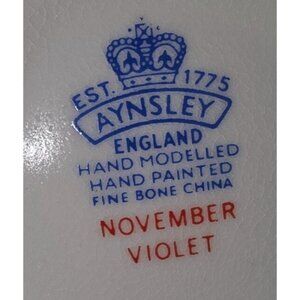 EST. 1775
AYNSLEY
ENGLAND
HAND MODELLED
HAND PAINTED
FINE BONE CHINA
NOVEMBER
VIOLET